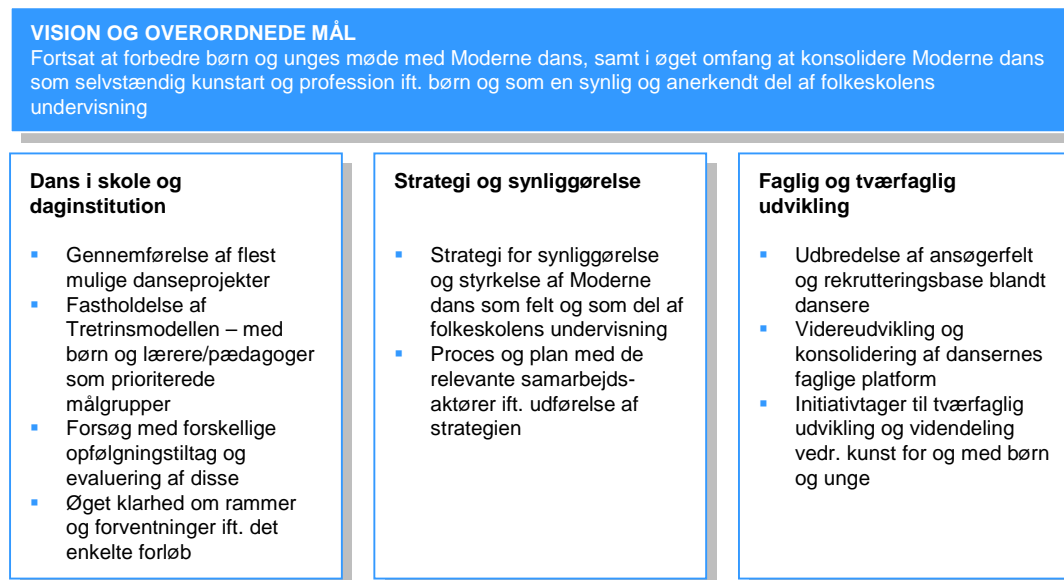 VISION OG OVERORDNEDE MÅL
Fortsat at forbedre børn og unges møde med Moderne dans, samt i øget omfang at konsolidere Moderne dans
som selvstændig kunstart og profession ift. børn og som en synlig og anerkendt del af folkeskolens
undervisning
Dans i skole og
daginstitution
▪ Gennemførelse af flest
mulige danseprojekter
▪ Fastholdelse af
Tretrinsmodellen – med
børn og lærere/pædagoger
som prioriterede
målgrupper
▪ Forsøg med forskellige
opfølgningstiltag og
evaluering af disse
▪ Øget klarhed om rammer
og forventninger ift. det
enkelte forløb
Strategi og synliggørelse
▪ Strategi for synliggørelse
og styrkelse af Moderne
dans som felt og som del af
folkeskolens undervisning
▪ Proces og plan med de
relevante samarbejds-
aktører ift. udførelse af
strategien
Faglig og tværfaglig
udvikling
▪ Udbredelse af ansøgerfelt
og rekrutteringsbase blandt
dansere
▪ Videreudvikling og
konsolidering af dansernes
faglige platform
▪ Initiativtager til tværfaglig
udvikling og videndeling
vedr. kunst for og med børn
og unge